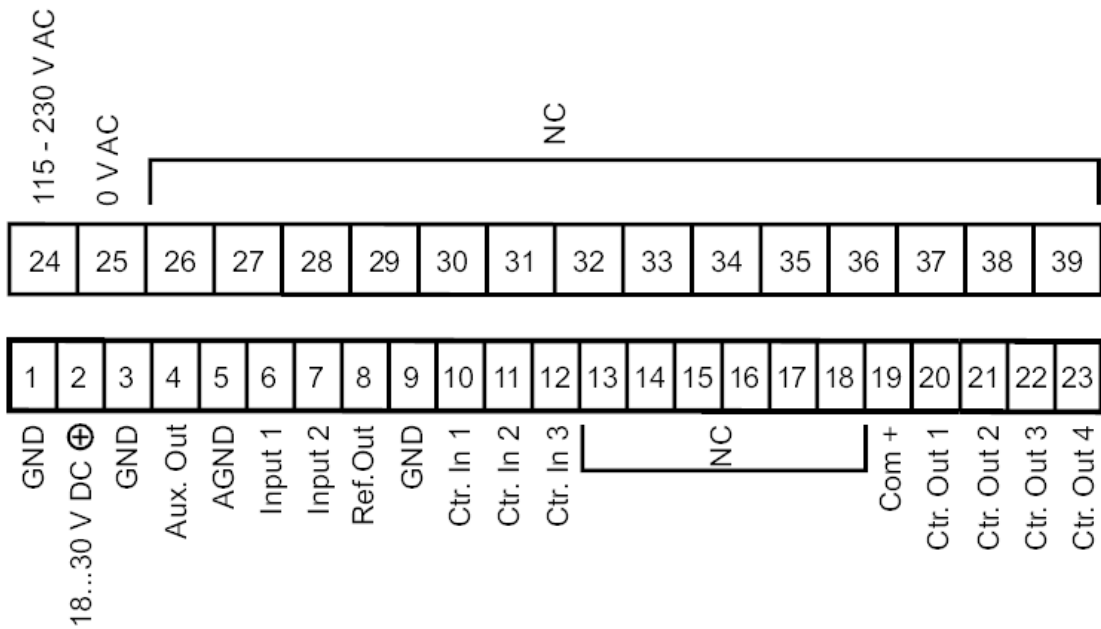 115 - 230 V AC
0 V AC
NC
24 25 26 27 28 29 30 31 32 33 34 35 36 37 38 39
1 2 3 4 5 6 7 8 9 10 11 12 13 14 15 16 17 18 19 20 21 22 23
GND
18...30 V DC ⊕
GND
Aux. Out
AGND
Input 1
Input 2
Ref.Out
GND
Ctr. In 1
Ctr. In 2
Ctr. In 3
NC
Com +
Ctr. Out 1
Ctr. Out 2
Ctr. Out 3
Ctr. Out 4